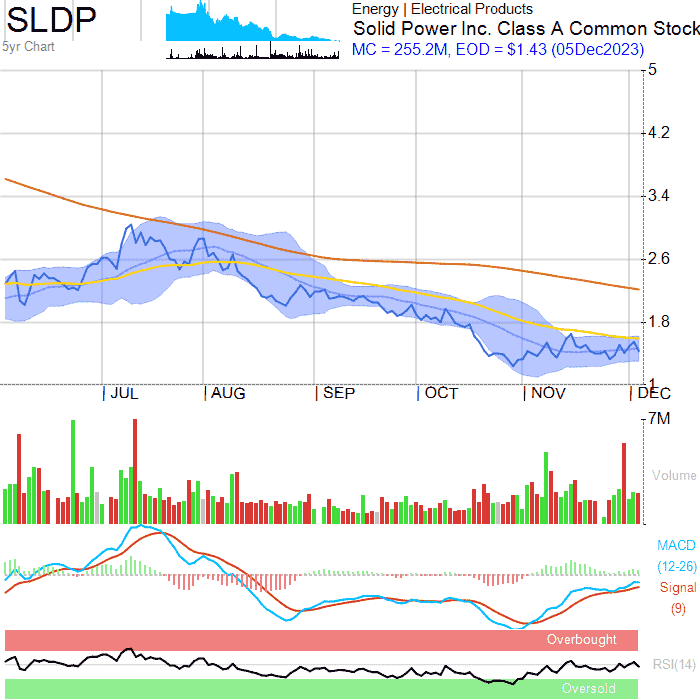 SLDP
5yr Chart
Energy | Electrical Products
Solid Power Inc. Class A Common Stock
MC = 255.2M, EOD = $1.43 (05Dec2023)
5
4.2
3.4
2.6
1.8
1
JUL AUG SEP OCT NOV DEC
7M
Volume
MACD
(12-26)
Signal
(9)
Overbought
RSI(14)
Oversold